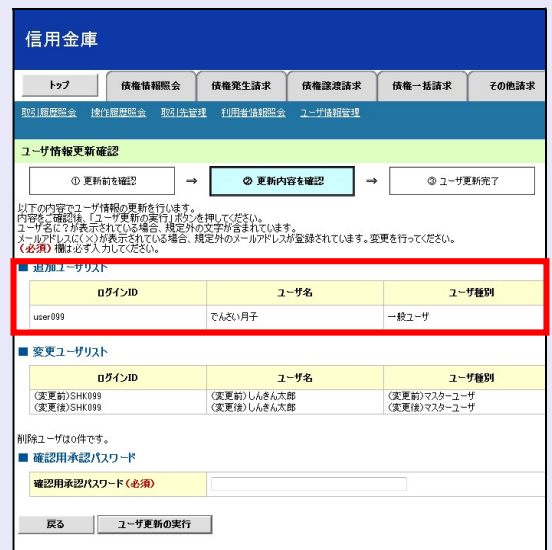 信用金庫
トップ 債権情報照会 債権発生請求 債権譲渡請求 債権一括請求 その他請求
取引履歴照会 操作履歴照会 取引先管理 利用者情報照会 ユーザ情報管理
ユーザ情報更新確認
① 更新前を確認 → ② 更新内容を確認 → ③ ユーザ更新完了
以下の内容でユーザ情報の更新を行います。
内容をご確認後、「ユーザ更新の実行」ボタンを押してください。
ユーザ名に?が表示されている場合、規定外の文字が含まれています。
メールアドレスに(×)が表示されている場合、規定外のメールアドレスが登録されています。変更を行ってください。
(必須)欄は必ず入力してください。
■ 追加ユーザリスト
ログインID ユーザ名 ユーザ種別
user099 でんさい月子 一般ユーザ
■ 変更ユーザリスト
ログインID ユーザ名 ユーザ種別
(変更前)SHK099 (変更前)しんきん太郎 (変更前)マスターユーザ
(変更後)SHK099 (変更後)しんきん太郎 (変更後)マスターユーザ
削除ユーザは0件です。
■ 確認用承認パスワード
確認用承認パスワード(必須)
戻る ユーザ更新の実行